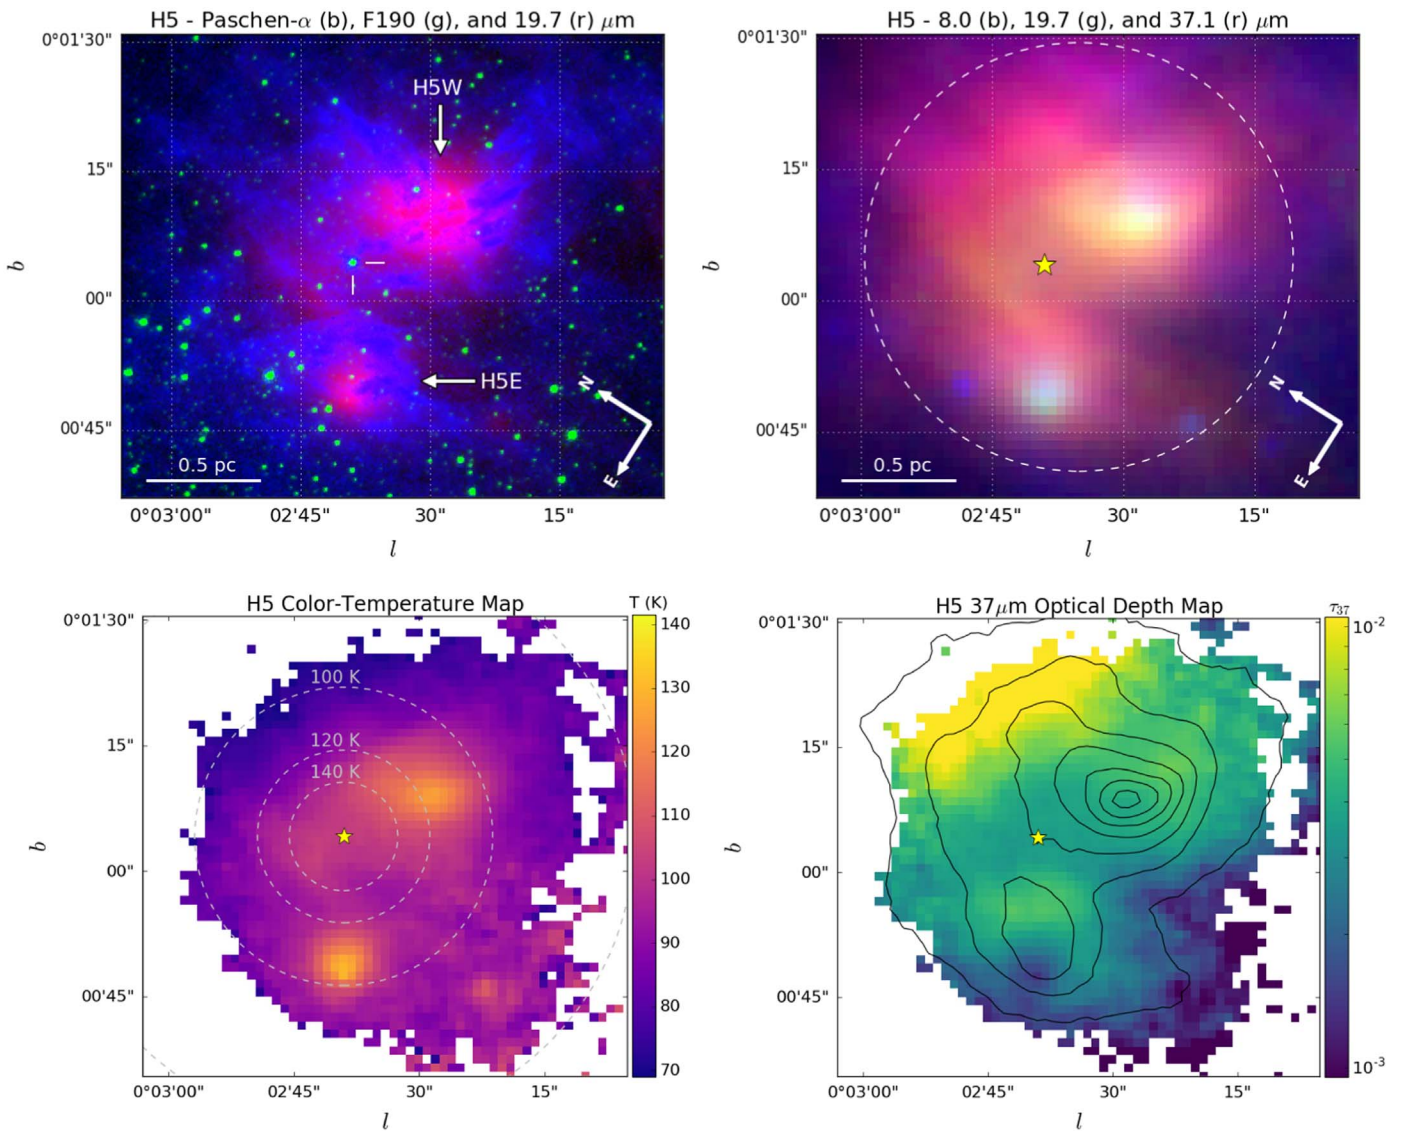 H5 - Paschen-α (b), F190 (g), and 19.7 (r) μm
0°01'30"
15"
00"
00'45"
b
H5W
H5E
N
E
0.5 pc
0°03'00" 02'45" 30" 15"
l
H5 - 8.0 (b), 19.7 (g), and 37.1 (r) μm
0°01'30"
15"
00"
00'45"
b
N
E
0.5 pc
0°03'00" 02'45" 30" 15"
l
H5 Color-Temperature Map
T (K)
0°01'30"
15"
00"
00'45"
b
100 K
120 K
140 K
140
130
120
110
100
90
80
70
0°03'00" 02'45" 30" 15"
l
H5 37μm Optical Depth Map
τ37
0°01'30"
15"
00"
00'45"
b
10-2
10-3
0°03'00" 02'45" 30" 15"
l